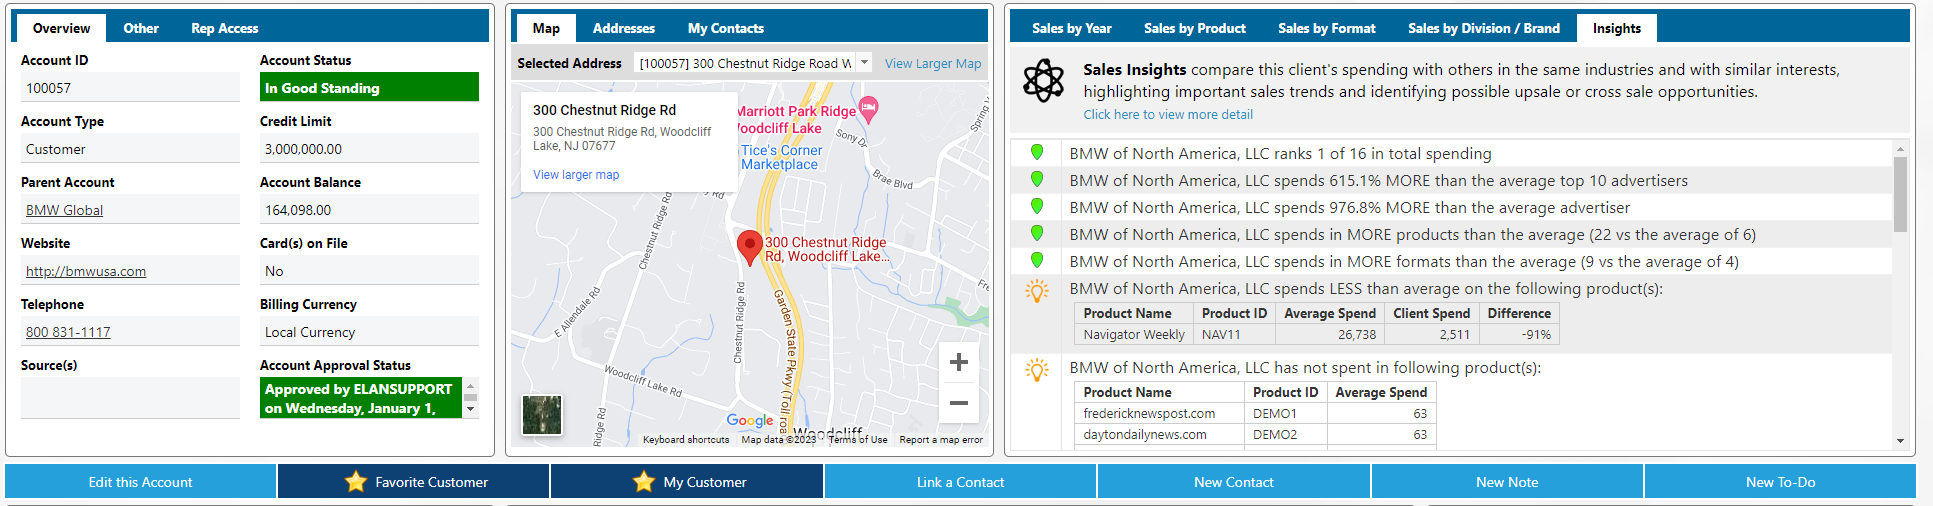 Overview Other Rep Access
Account ID
100057
Account Type
Customer
Parent Account
BMW Global
Website
http://bmwusa.com
Telephone
800 831-1117
Source(s)
Account Status
In Good Standing
Credit Limit
3,000,000.00
Account Balance
164,098.00
Card(s) on File
No
Billing Currency
Local Currency
Account Approval Status
Approved by ELANSUPPORT
on Wednesday, January 1,
Map Addresses My Contacts
Selected Address [100057] 300 Chestnut Ridge Road W View Larger Map
300 Chestnut Ridge Rd
300 Chestnut Ridge Rd, Woodcliff
Lake, NJ 07677
View larger map
Marriott Park Ridge
Woodcliff Lake
Sony Dr
Spring V
Tice's Corner
Marketplace
Brae Blvd
y Rd
Chestnut Ridge Rd
300 Chestnut Ridge
Rd, Woodcliff Lake...
E Allendale Rd
Chestnut Ridge Rd
Garden State Pkwy (Toll roa
Woodcliff Lake Rd
Ridge Rd
Google
Woodcliff
Keyboard shortcuts Map data ©2023 Terms of Use Report a map error
Sales by Year Sales by Product Sales by Format Sales by Division / Brand Insights
Sales Insights compare this client's spending with others in the same industries and with similar interests,
highlighting important sales trends and identifying possible upsale or cross sale opportunities.
Click here to view more detail
BMW of North America, LLC ranks 1 of 16 in total spending
BMW of North America, LLC spends 615.1% MORE than the average top 10 advertisers
BMW of North America, LLC spends 976.8% MORE than the average advertiser
BMW of North America, LLC spends in MORE products than the average (22 vs the average of 6)
BMW of North America, LLC spends in MORE formats than the average (9 vs the average of 4)
BMW of North America, LLC spends LESS than average on the following product(s):
Product Name Product ID Average Spend Client Spend Difference
Navigator Weekly NAV11 26,738 2,511 -91%
BMW of North America, LLC has not spent in following product(s):
Product Name Product ID Average Spend
fredericknewspost.com DEMO1 63
daytondailynews.com DEMO2 63
Edit this Account Favorite Customer My Customer Link a Contact New Contact New Note New To-Do